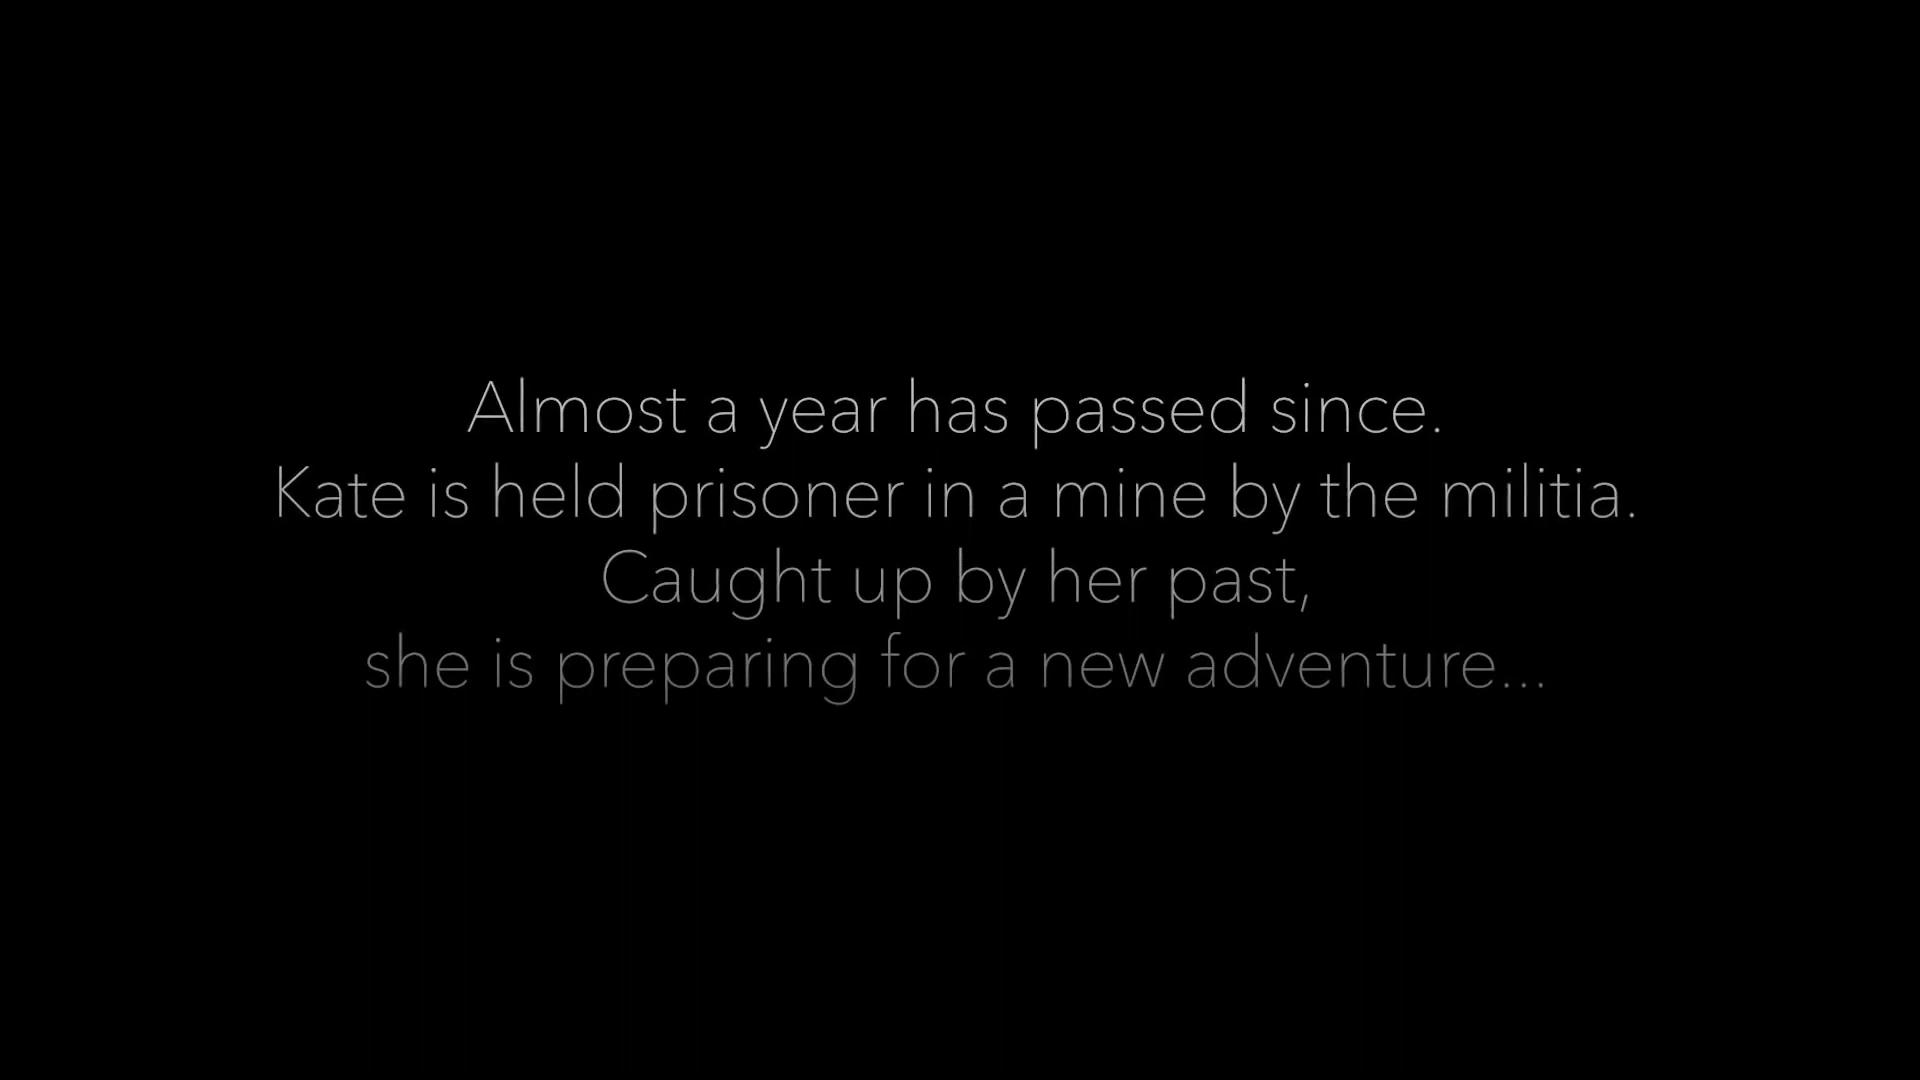 Almost a year has passed since.
Kate is held prisoner in a mine by the militia.
Caught up by her past,
she is preparing for a new adventure...